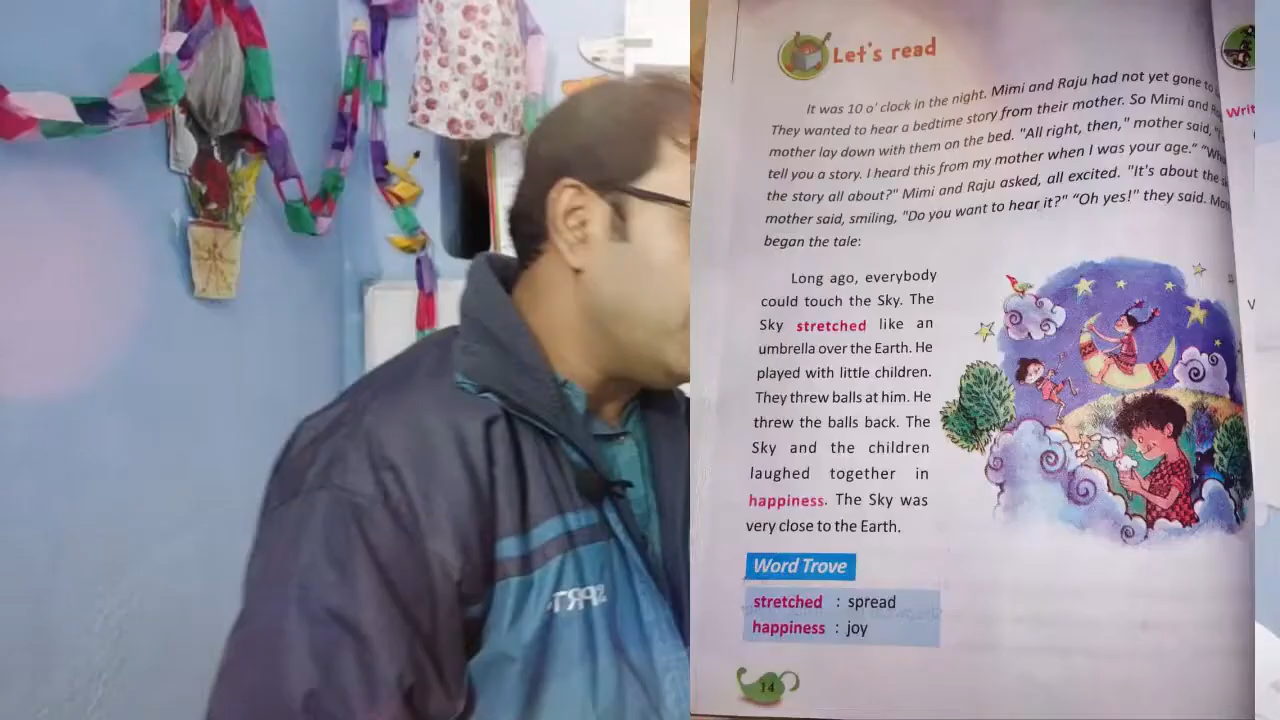 Let's read
It was 10 o' clock in the night. Mimi and Raju had not yet gone to
They wanted to hear a bedtime story from their mother. So Mimi and
mother lay down with them on the bed. "All right, then," mother said,
tell you a story. I heard this from my mother when I was your age."
the story all about?" Mimi and Raju asked, all excited. "It's about the
mother said, smiling, "Do you want to hear it?" "Oh yes!" they said.
began the tale:
Long ago, everybody
could touch the Sky. The
Sky stretched like an
umbrella over the Earth. He
played with little children.
They threw balls at him. He
threw the balls back. The
Sky and the children
laughed together in
happiness. The Sky was
very close to the Earth.
Word Trove
stretched : spread
happiness : joy
14